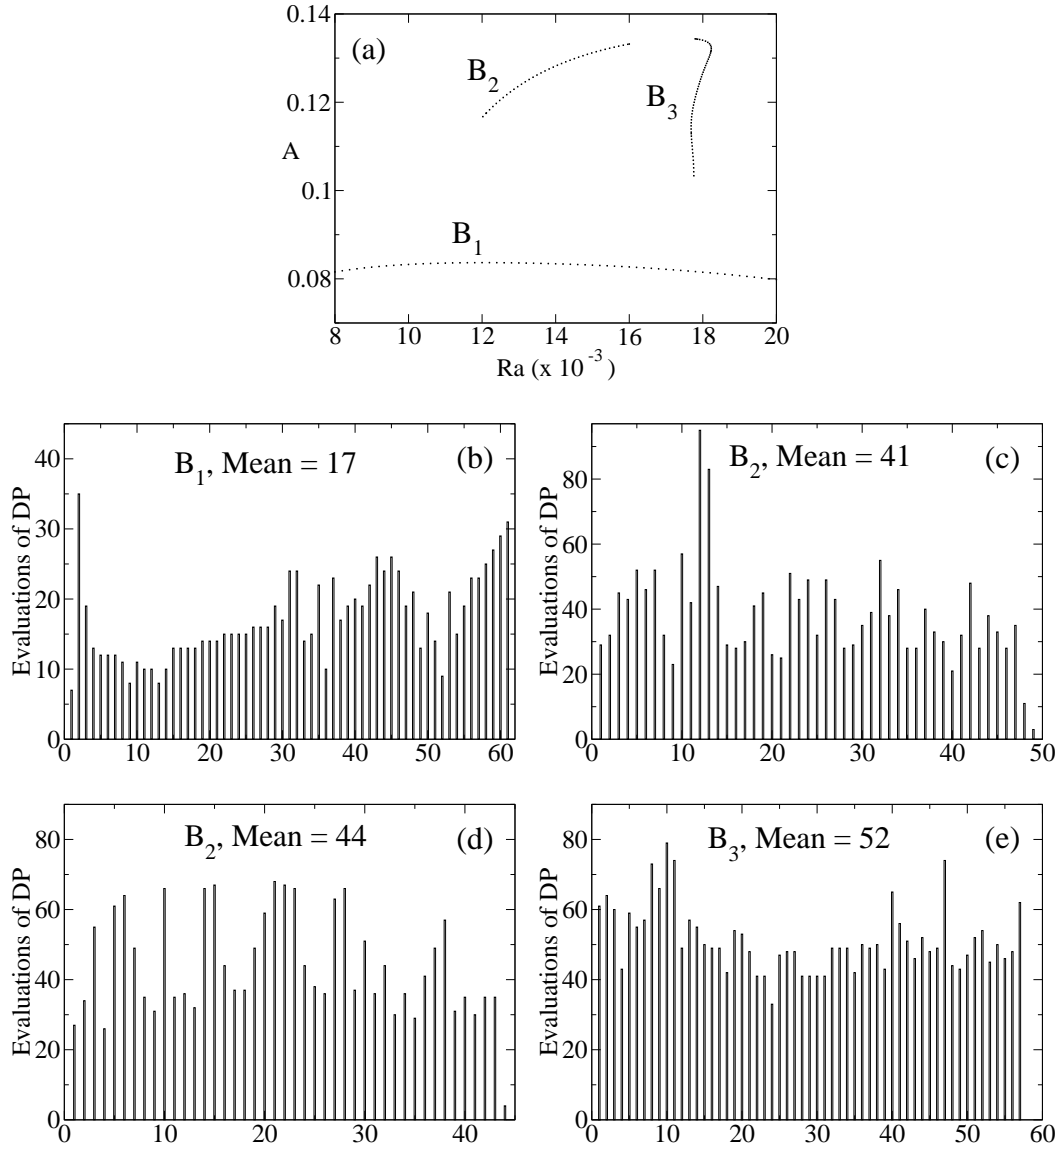 0.14
(a)
B2
0.12
B3
A
0.1
B1
0.08
8 10 12 14 16 18 20
Ra (x 10^-3)
40
B1, Mean = 17
(b)
30
20
10
0
Evaluations of DP
0 10 20 30 40 50 60
B2, Mean = 41
(c)
80
60
40
20
0
Evaluations of DP
0 10 20 30 40 50
80
B2, Mean = 44
(d)
60
40
20
0
Evaluations of DP
0 10 20 30 40
80
B3, Mean = 52
(e)
60
40
20
0
Evaluations of DP
0 10 20 30 40 50 60